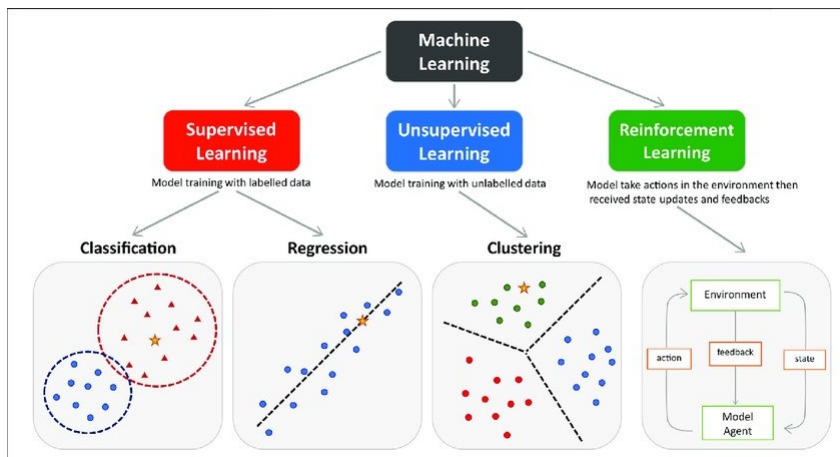 Machine
Learning
Supervised
Learning
Unsupervised
Learning
Reinforcement
Learning
Model training with labelled data
Model training with unlabelled data
Model take actions in the environment then
received state updates and feedbacks
Classification
Regression
Clustering
Environment
action
feedback
state
Model
Agent